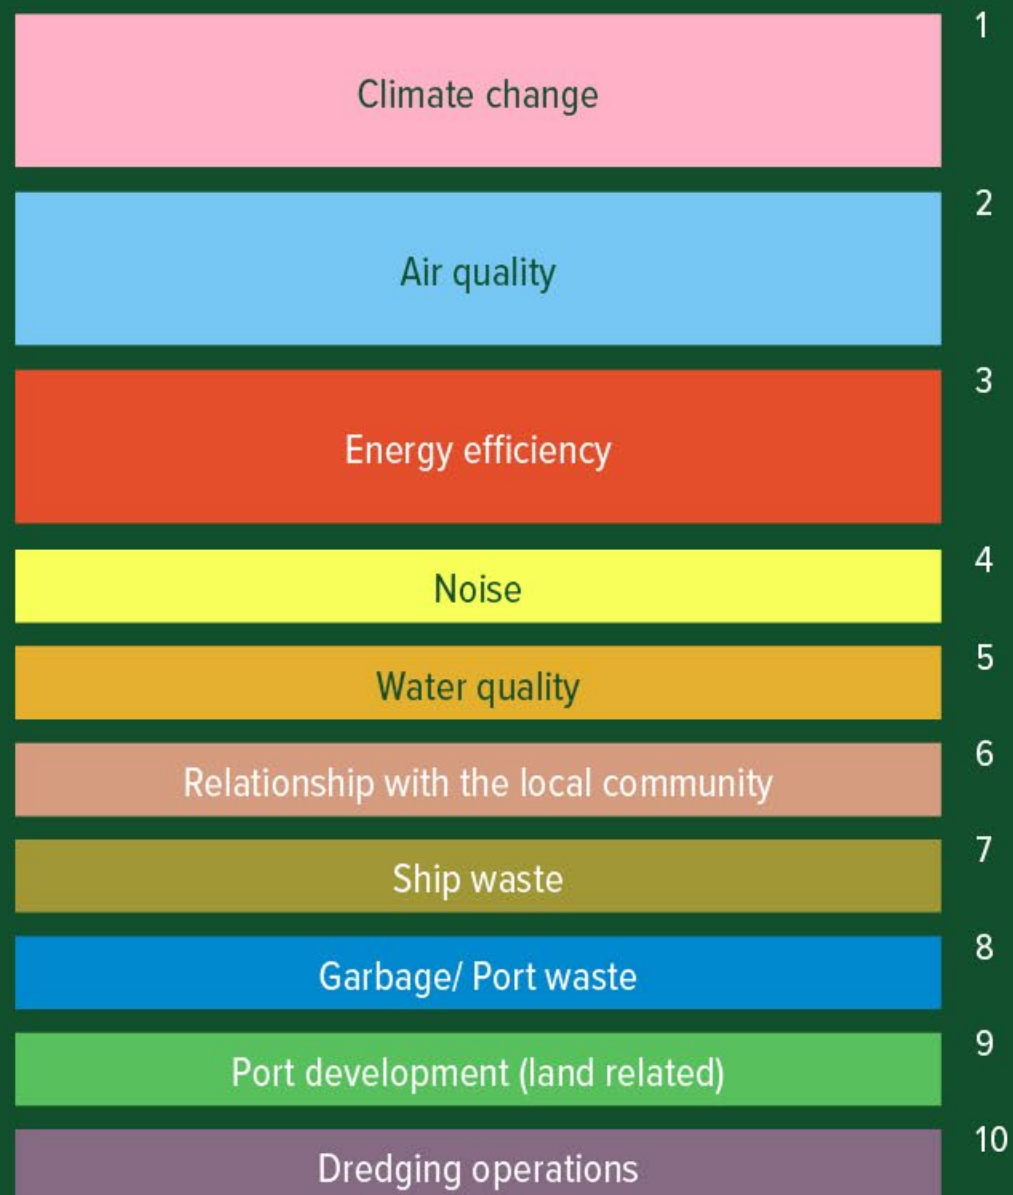 1
Climate change
2
Air quality
3
Energy efficiency
4
Noise
5
Water quality
6
Relationship with the local community
7
Ship waste
8
Garbage/ Port waste
9
Port development (land related)
10
Dredging operations